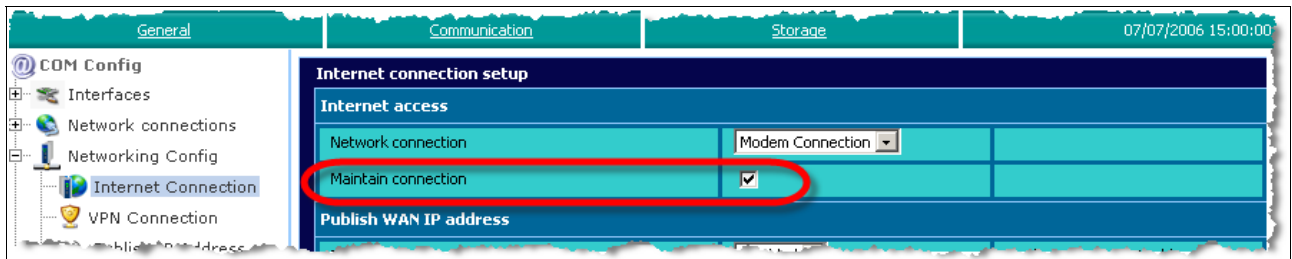 General Communication Storage 07/07/2006 15:00:00
COM Config
Interfaces
Network connections
Networking Config
Internet Connection
VPN Connection
Internet connection setup
Internet access
Network connection Modem Connection
Maintain connection
Publish WAN IP address